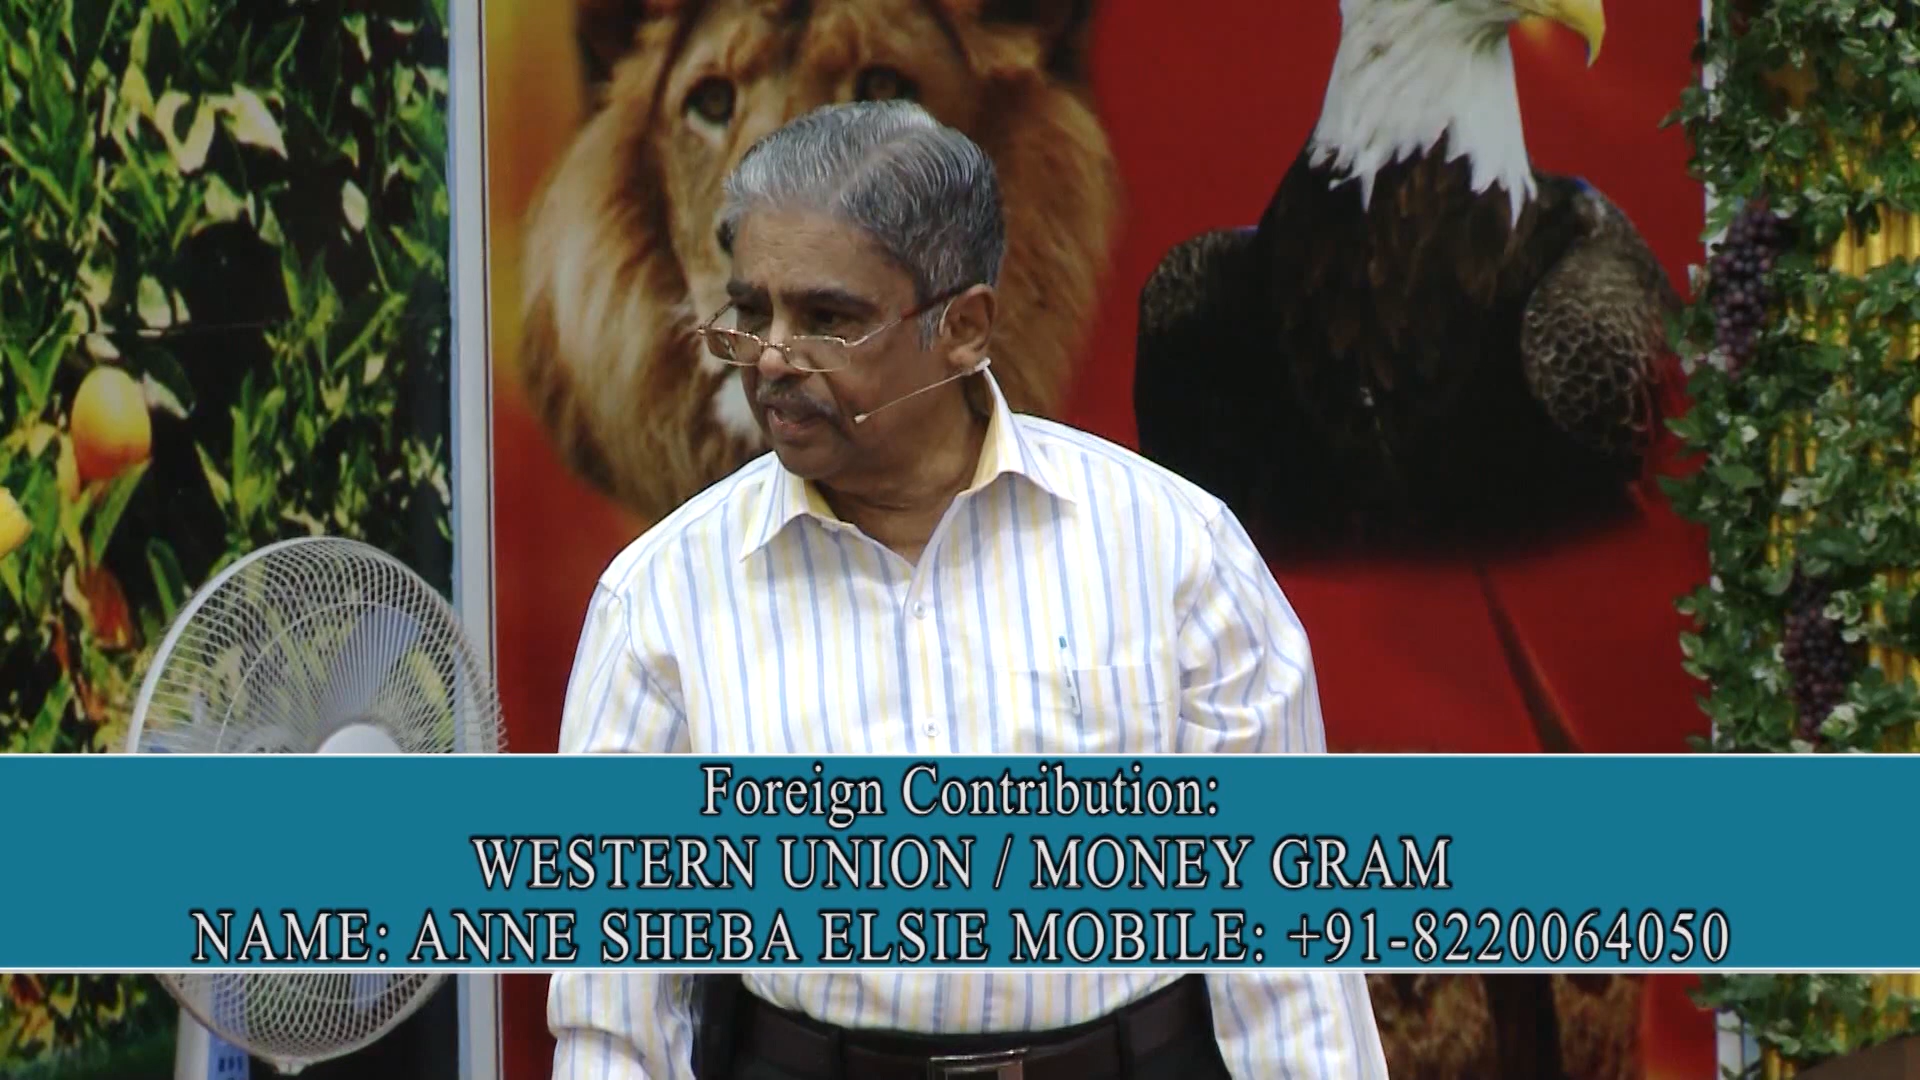 Foreign Contribution:
WESTERN UNION / MONEY GRAM
NAME: ANNE SHEBA ELSIE MOBILE: +91-8220064050